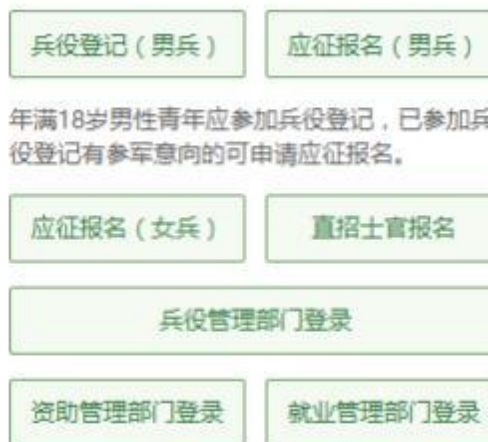 兵役登记（男兵）
应征报名（男兵）
年满18岁男性青年应参加兵役登记，已参加兵
役登记有参军意向的可申请应征报名。
应征报名（女兵）
直招士官报名
兵役管理部门登录
资助管理部门登录
就业管理部门登录